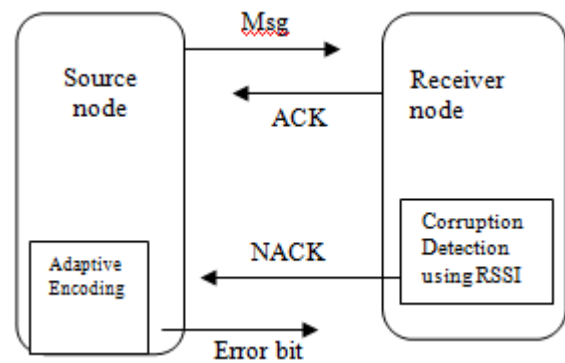 Msg
Source
node
Receiver
node
ACK
Corruption
Detection
using RSSI
NACK
Adaptive
Encoding
Error bit